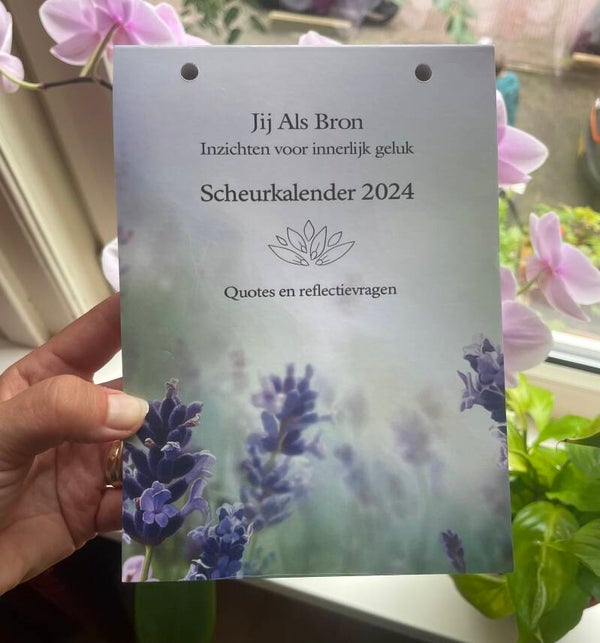 Jij Als Bron
Inzichten voor innerlijk geluk
Scheurkalender 2024
Quotes en reflectievragen